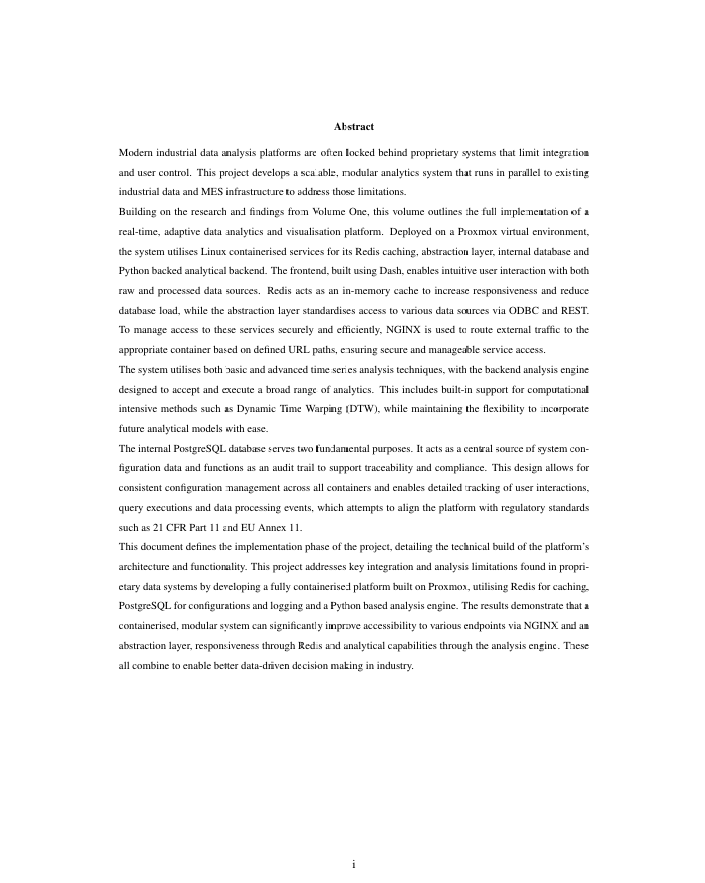 Abstract
Modern industrial data analysis platforms are often locked behind proprietary systems that limit integration
and user control. This project develops a scalable, modular analytics system that runs in parallel to existing
industrial data and MES infrastructure to address those limitations.
Building on the research and findings from Volume One, this volume outlines the full implementation of a
real-time, adaptive data analytics and visualisation platform. Deployed on a Proxmox virtual environment,
the system utilises Linux containerised services for its Redis caching, abstraction layer, internal database and
Python backed analytical backend. The frontend, built using Dash, enables intuitive user interaction with both
raw and processed data sources. Redis acts as an in-memory cache to increase responsiveness and reduce
database load, while the abstraction layer standardises access to various data sources via ODBC and REST.
To manage access to these services securely and efficiently, NGINX is used to route external traffic to the
appropriate container based on defined URL paths, ensuring secure and manageable service access.
The system utilises both basic and advanced time series analysis techniques, with the backend analysis engine
designed to accept and execute a broad range of analytics. This includes built-in support for computational
intensive methods such as Dynamic Time Warping (DTW), while maintaining the flexibility to incorporate
future analytical models with ease.
The internal PostgreSQL database serves two fundamental purposes. It acts as a central source of system con-
figuration data and functions as an audit trail to support traceability and compliance. This design allows for
consistent configuration management across all containers and enables detailed tracking of user interactions,
query executions and data processing events, which attempts to align the platform with regulatory standards
such as 21 CFR Part 11 and EU Annex 11.
This document defines the implementation phase of the project, detailing the technical build of the platform's
architecture and functionality. This project addresses key integration and analysis limitations found in propri-
etary data systems by developing a fully containerised platform built on Proxmox, utilising Redis for caching,
PostgreSQL for configurations and logging and a Python based analysis engine. The results demonstrate that a
containerised, modular system can significantly improve accessibility to various endpoints via NGINX and an
abstraction layer, responsiveness through Redis and analytical capabilities through the analysis engine. These
all combine to enable better data-driven decision making in industry.
i